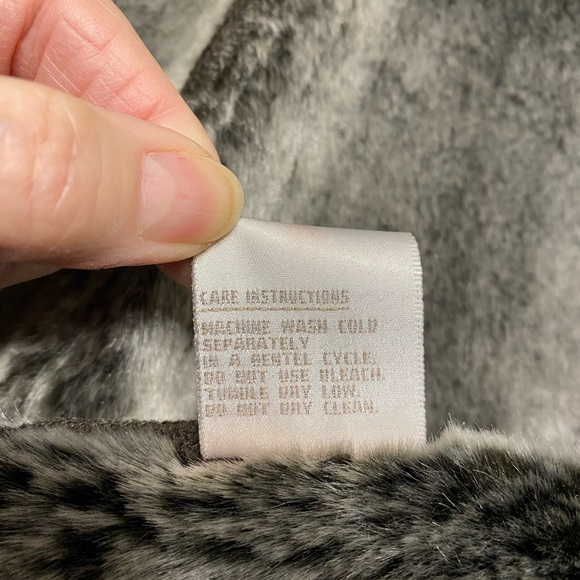 CARE INSTRUCTIONS
MACHINE WASH COLD
SEPARATELY
IN A GENTEL CYCLE.
DO NOT USE BLEACH.
TUMBLE DRY LOW.
DO NOT DRY CLEAN.